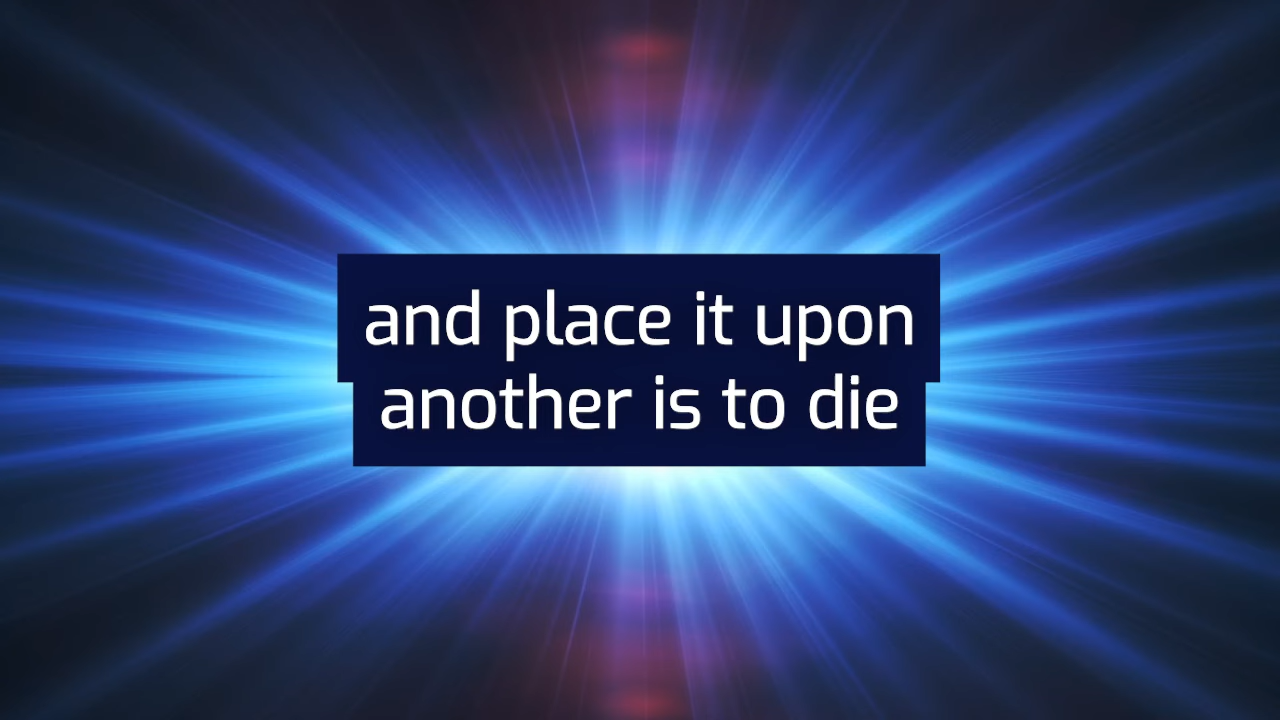 and place it upon
another is to die